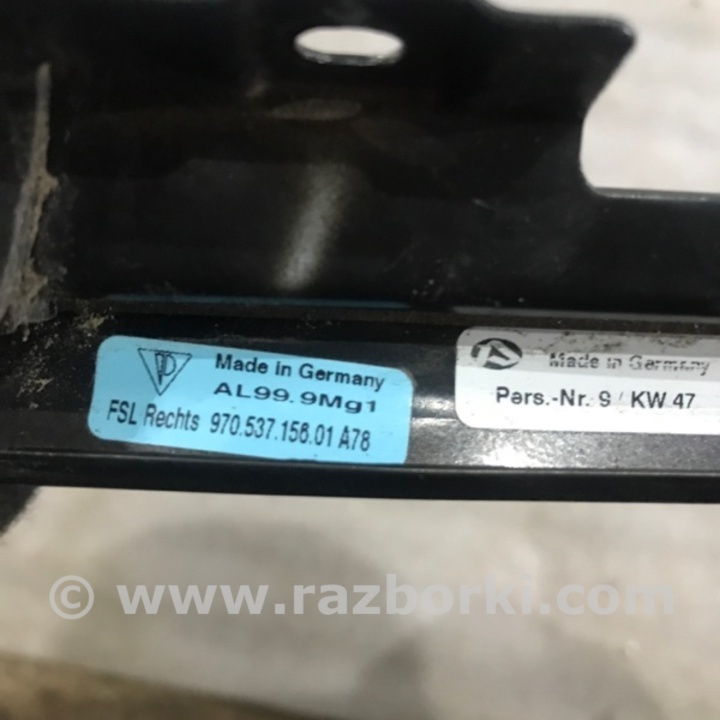 Made in Germany
AL99.9Mg1
FSL Rechts 970.537.156.01 A78
Made in Germany
Pers.-Nr. 9 / KW 47
© www.razborki.com